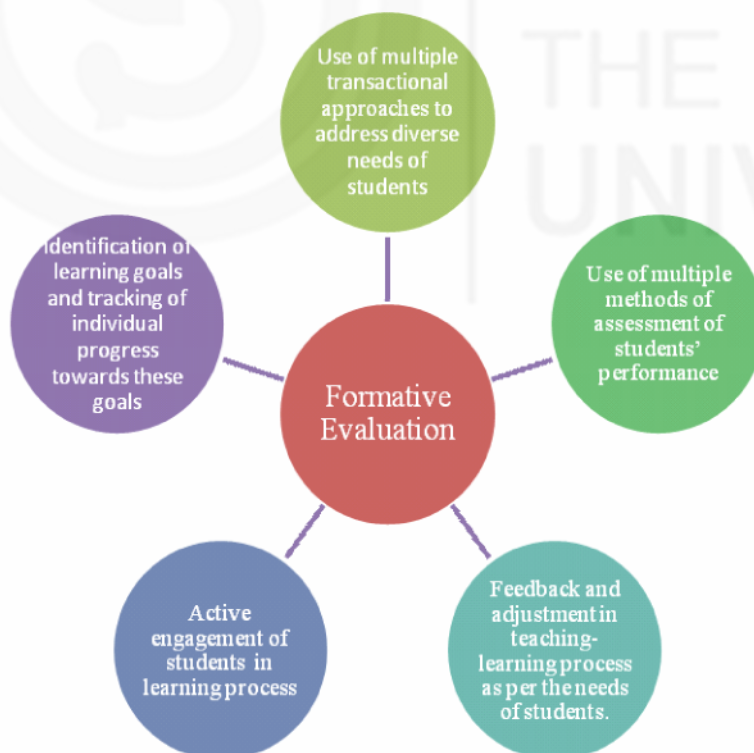 THE
UNIV
Use of multiple
transactional
approaches to
address diverse
needs of
students
Identification of
learning goals
and tracking of
individual
progress
towards these
goals
Use of multiple
methods of
assessment of
students’
performance
Formative
Evaluation
Active
engagement of
students in
learning process
Feedback and
adjustment in
teaching-
learning process
as per the needs
of students.